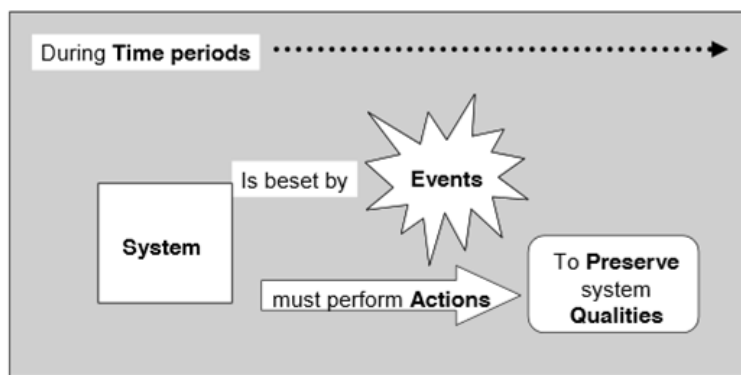 During Time periods
Is beset by
Events
System
must perform Actions
To Preserve
system
Qualities